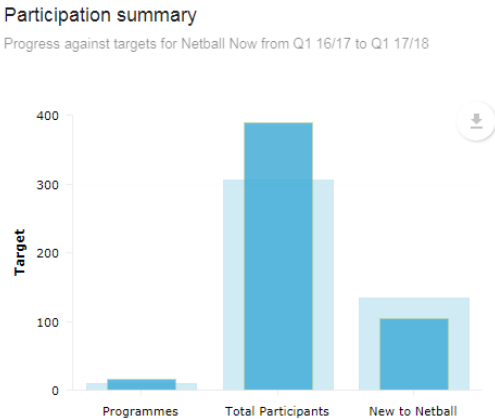 Participation summary
Progress against targets for Netball Now from Q1 16/17 to Q1 17/18
400
300
200
100
0
Target
Programmes
Total Participants
New to Netball